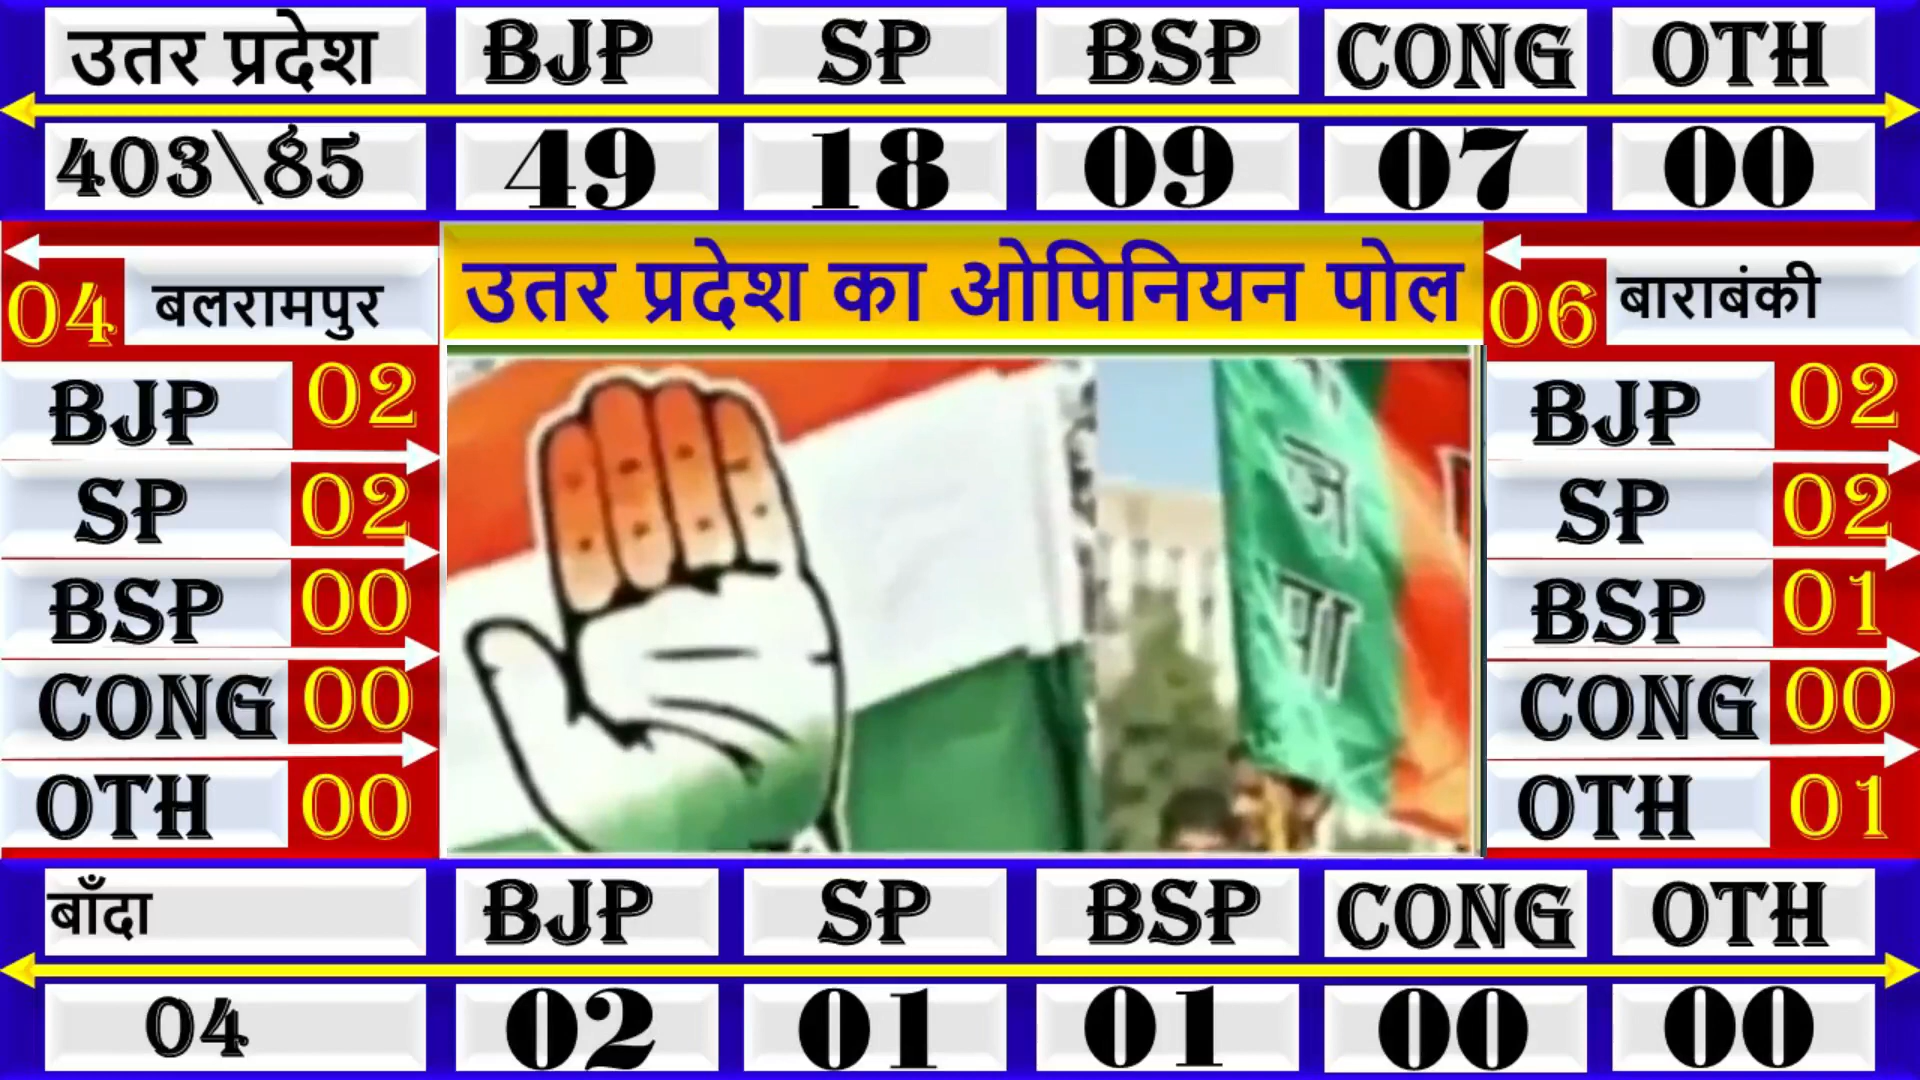 उतर प्रदेश BJP SP BSP CONG OTH
403\85 49 18 09 07 00
उतर प्रदेश का ओपिनियन पोल
04 बलरामपुर
BJP 02
SP 02
BSP 00
CONG 00
OTH 00
ज
पा
06 बाराबंकी
BJP 02
SP 02
BSP 01
CONG 00
OTH 01
बाँदा BJP SP BSP CONG OTH
04 02 01 01 00 00